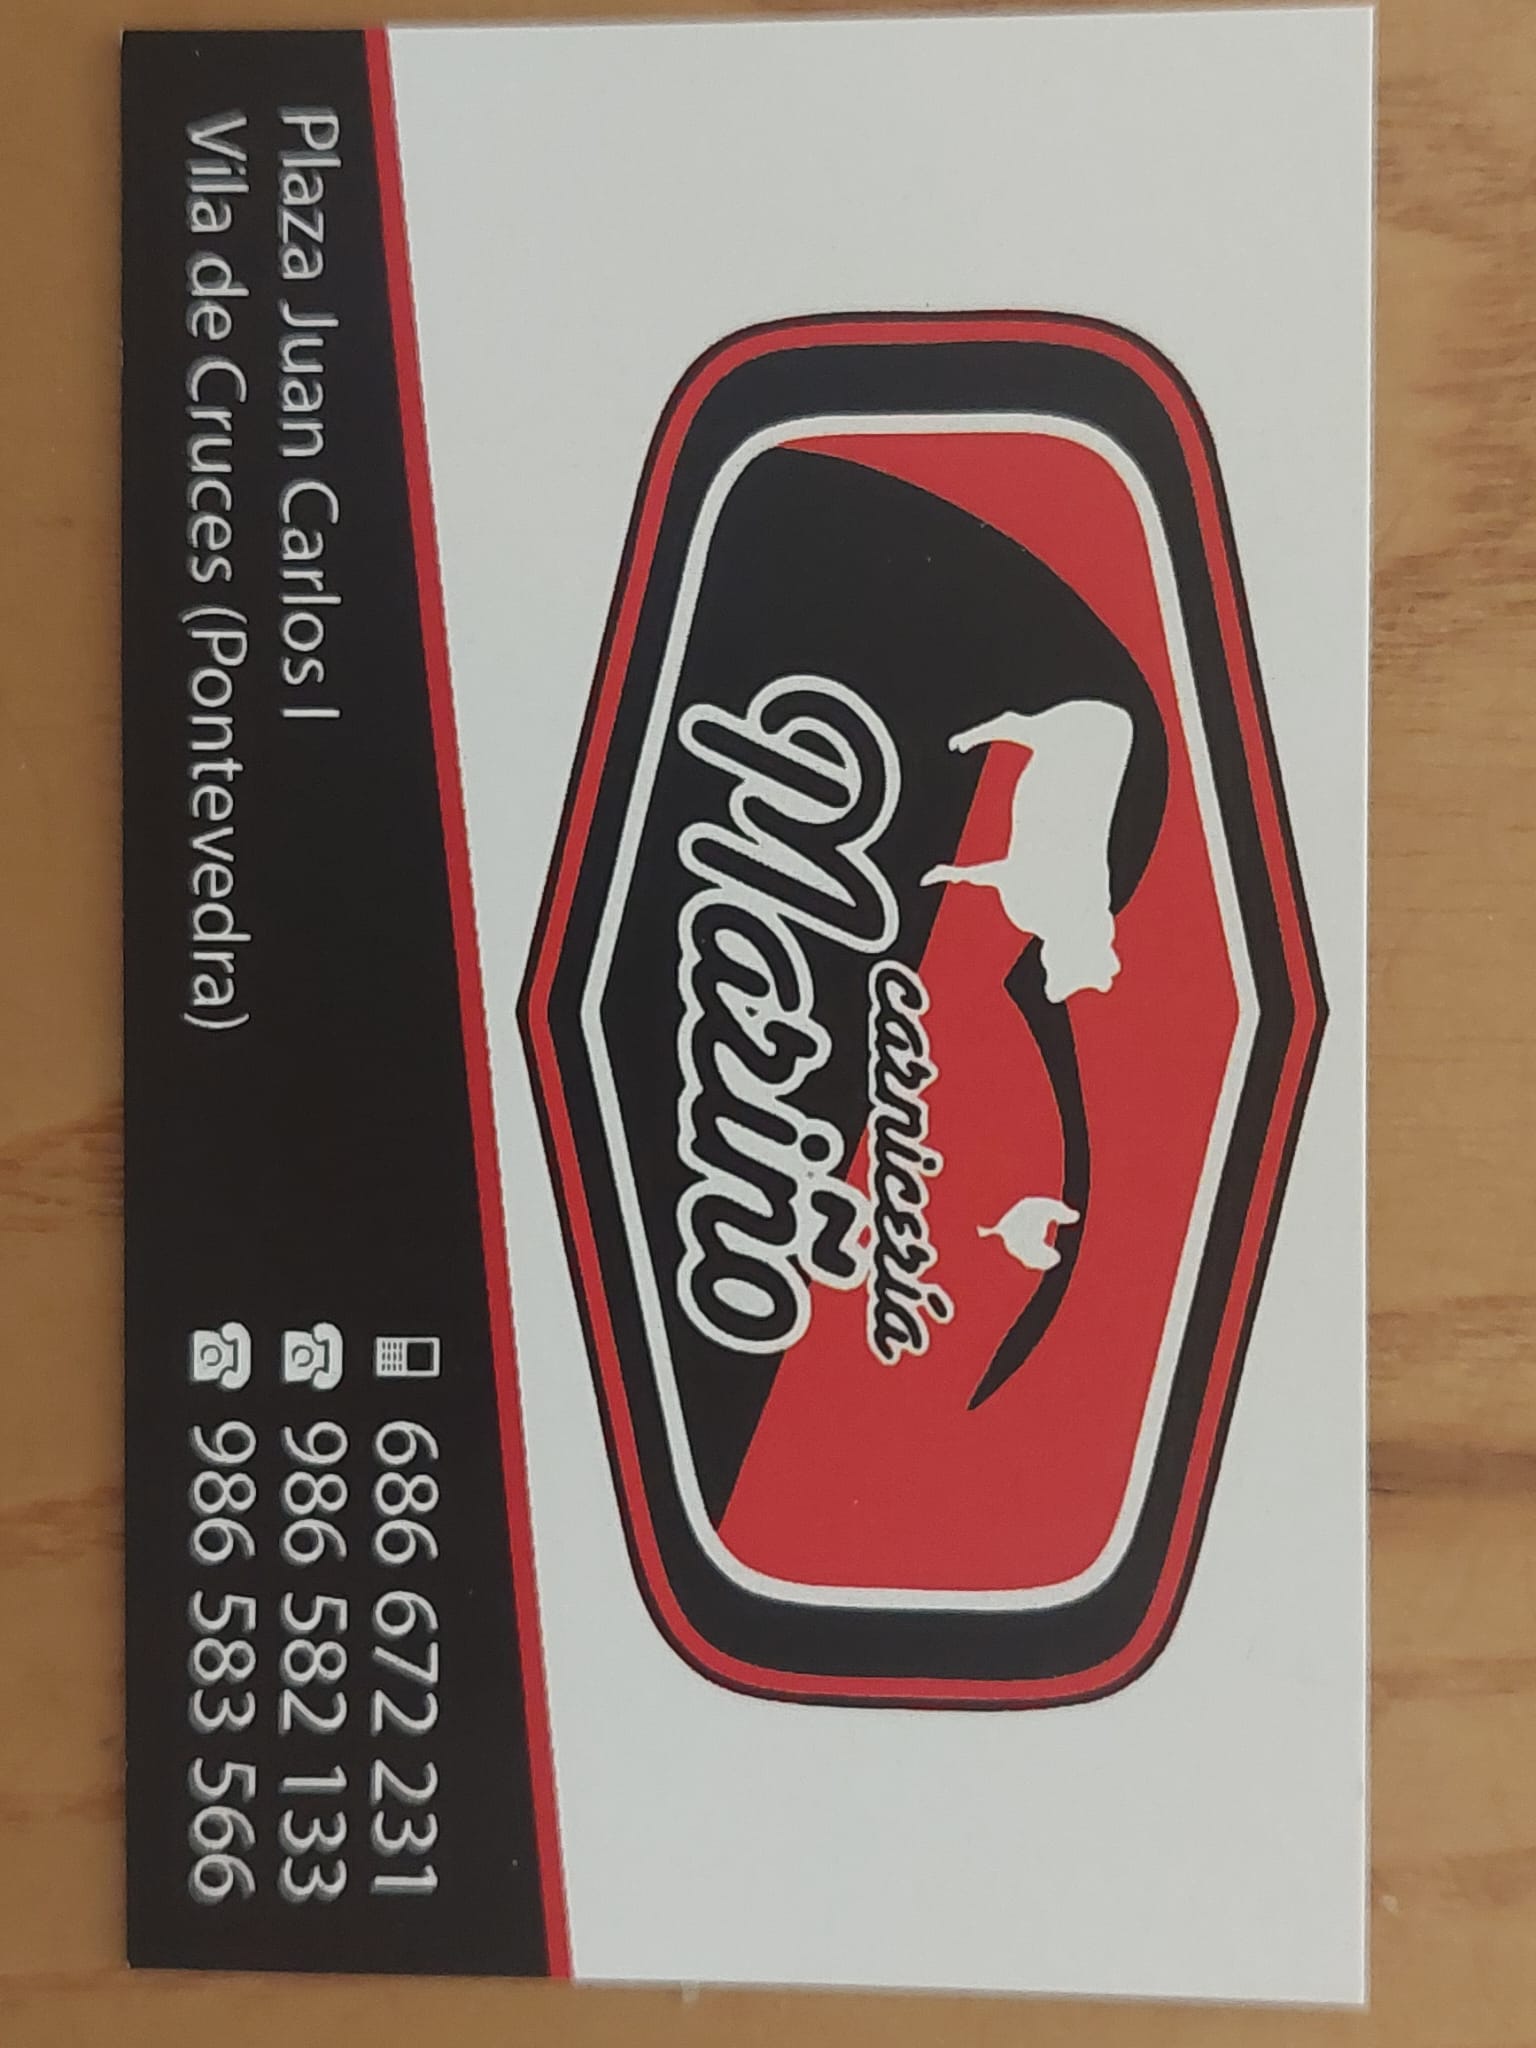 carnicería
Mariño
Plaza Juan Carlos I
Vila de Cruces (Pontevedra)
686 672 231
986 582 133
986 583 566